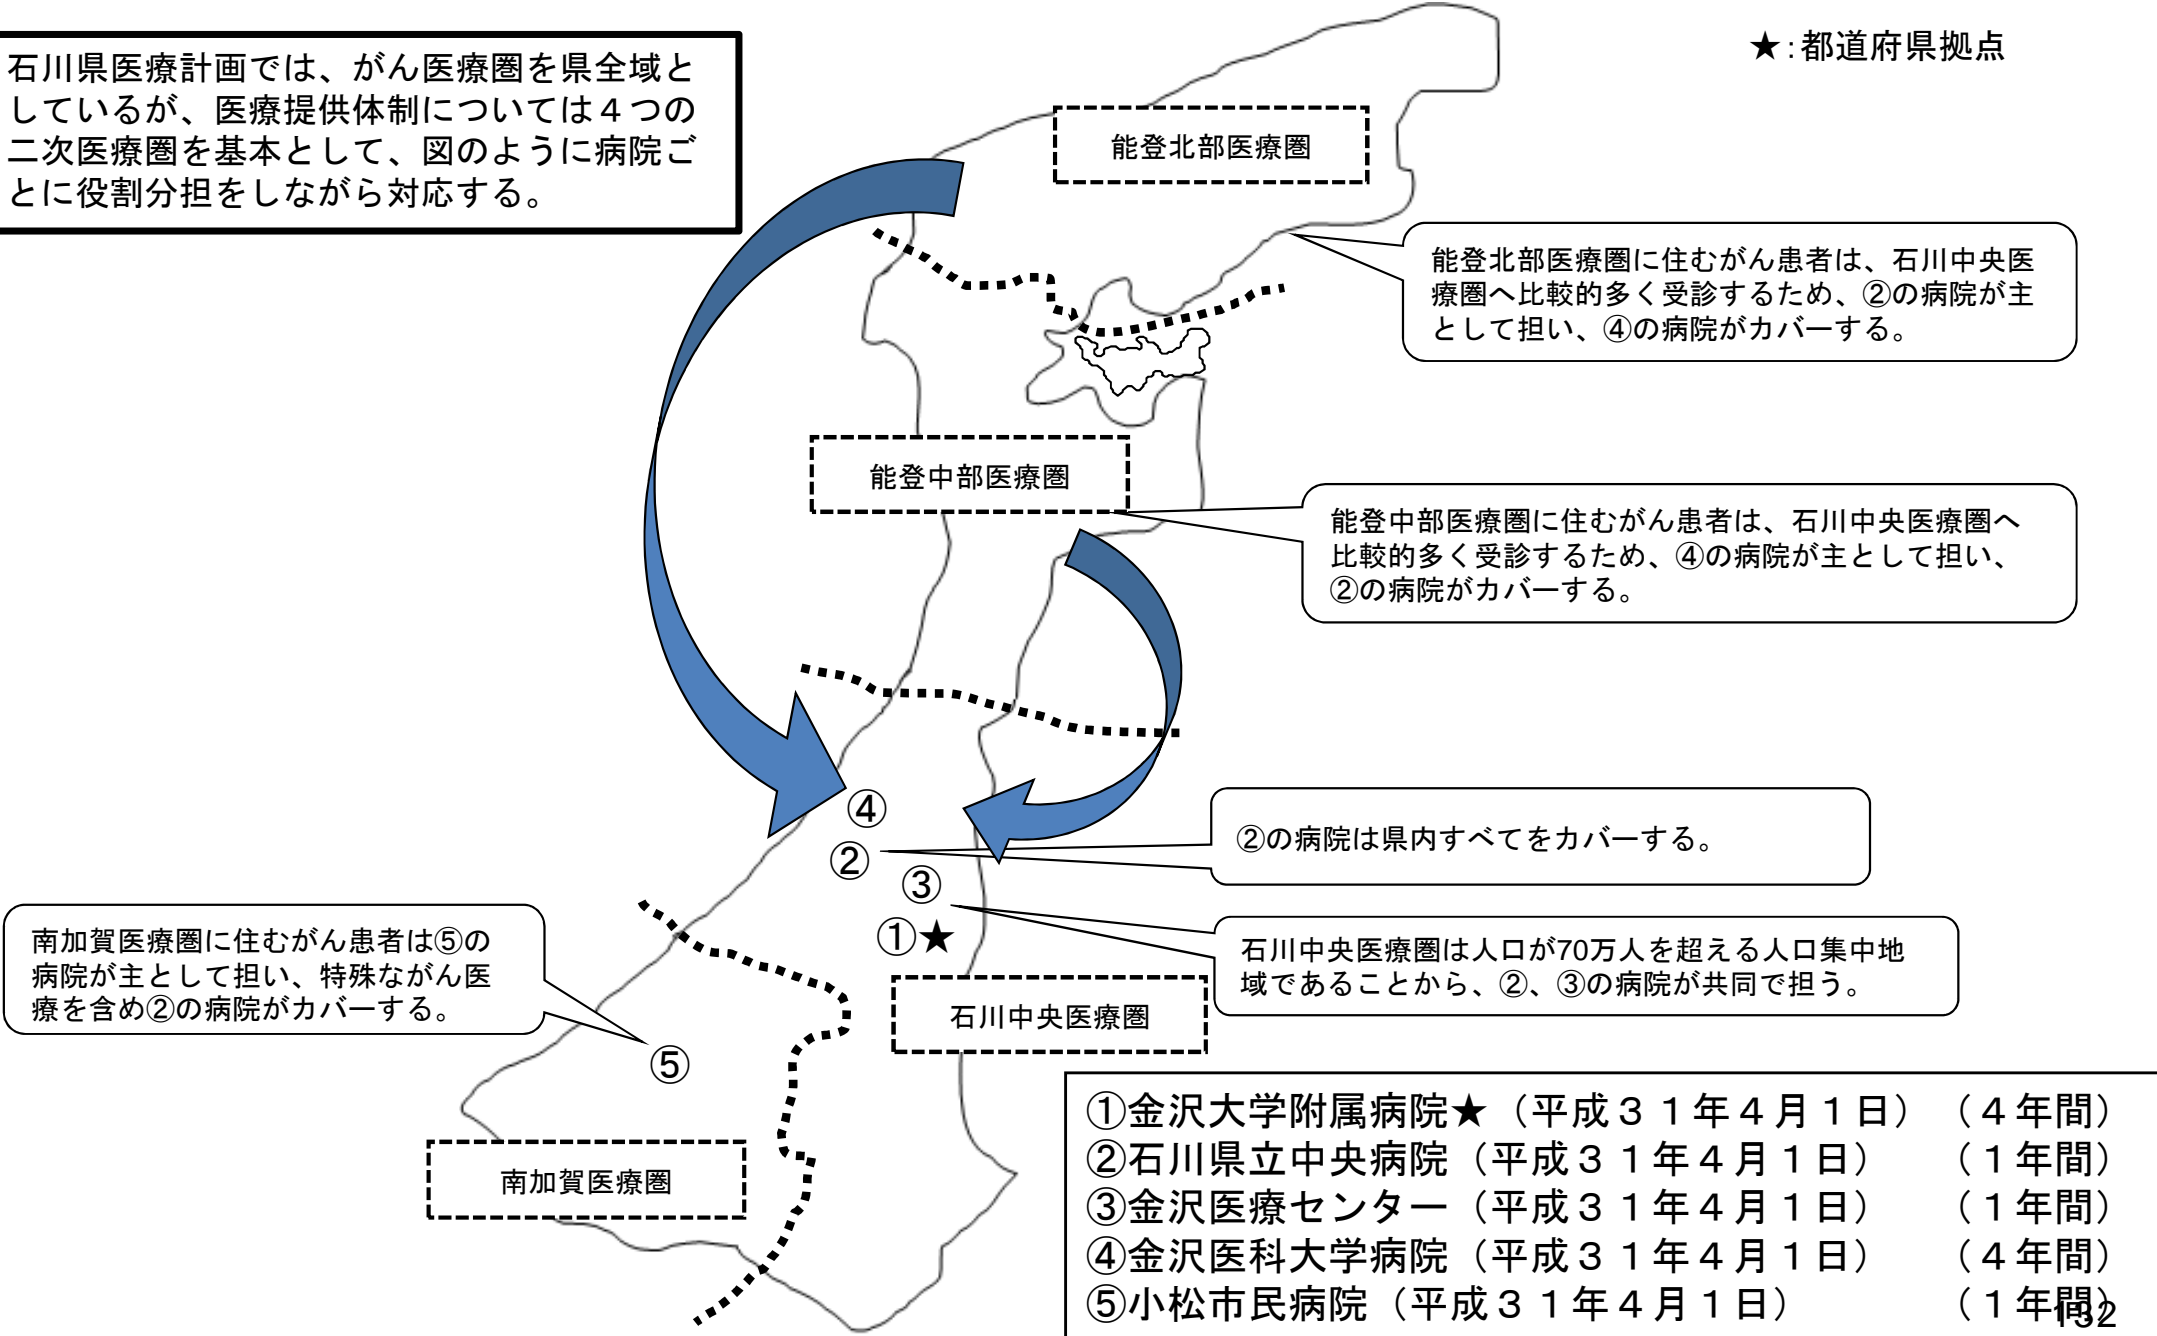 石川県医療計画では、がん医療圏を県全域と
しているが、医療提供体制については４つの
二次医療圏を基本として、図のように病院ご
とに役割分担をしながら対応する。
★：都道府県拠点
能登北部医療圏
能登北部医療圏に住むがん患者は、石川中央医
療圏へ比較的多く受診するため、②の病院が主
として担い、④の病院がカバーする。
能登中部医療圏
能登中部医療圏に住むがん患者は、石川中央医療圏へ
比較的多く受診するため、④の病院が主として担い、
②の病院がカバーする。
④
②
③
①★
②の病院は県内すべてをカバーする。
石川中央医療圏は人口が70万人を超える人口集中地
域であることから、②、③の病院が共同で担う。
石川中央医療圏
南加賀医療圏に住むがん患者は⑤の
病院が主として担い、特殊ながん医
療を含め②の病院がカバーする。
⑤
南加賀医療圏
①金沢大学附属病院★（平成３１年４月１日）（４年間）
②石川県立中央病院（平成３１年４月１日）（１年間）
③金沢医療センター（平成３１年４月１日）（１年間）
④金沢医科大学病院（平成３１年４月１日）（４年間）
⑤小松市民病院（平成３１年４月１日）（１年間）
132